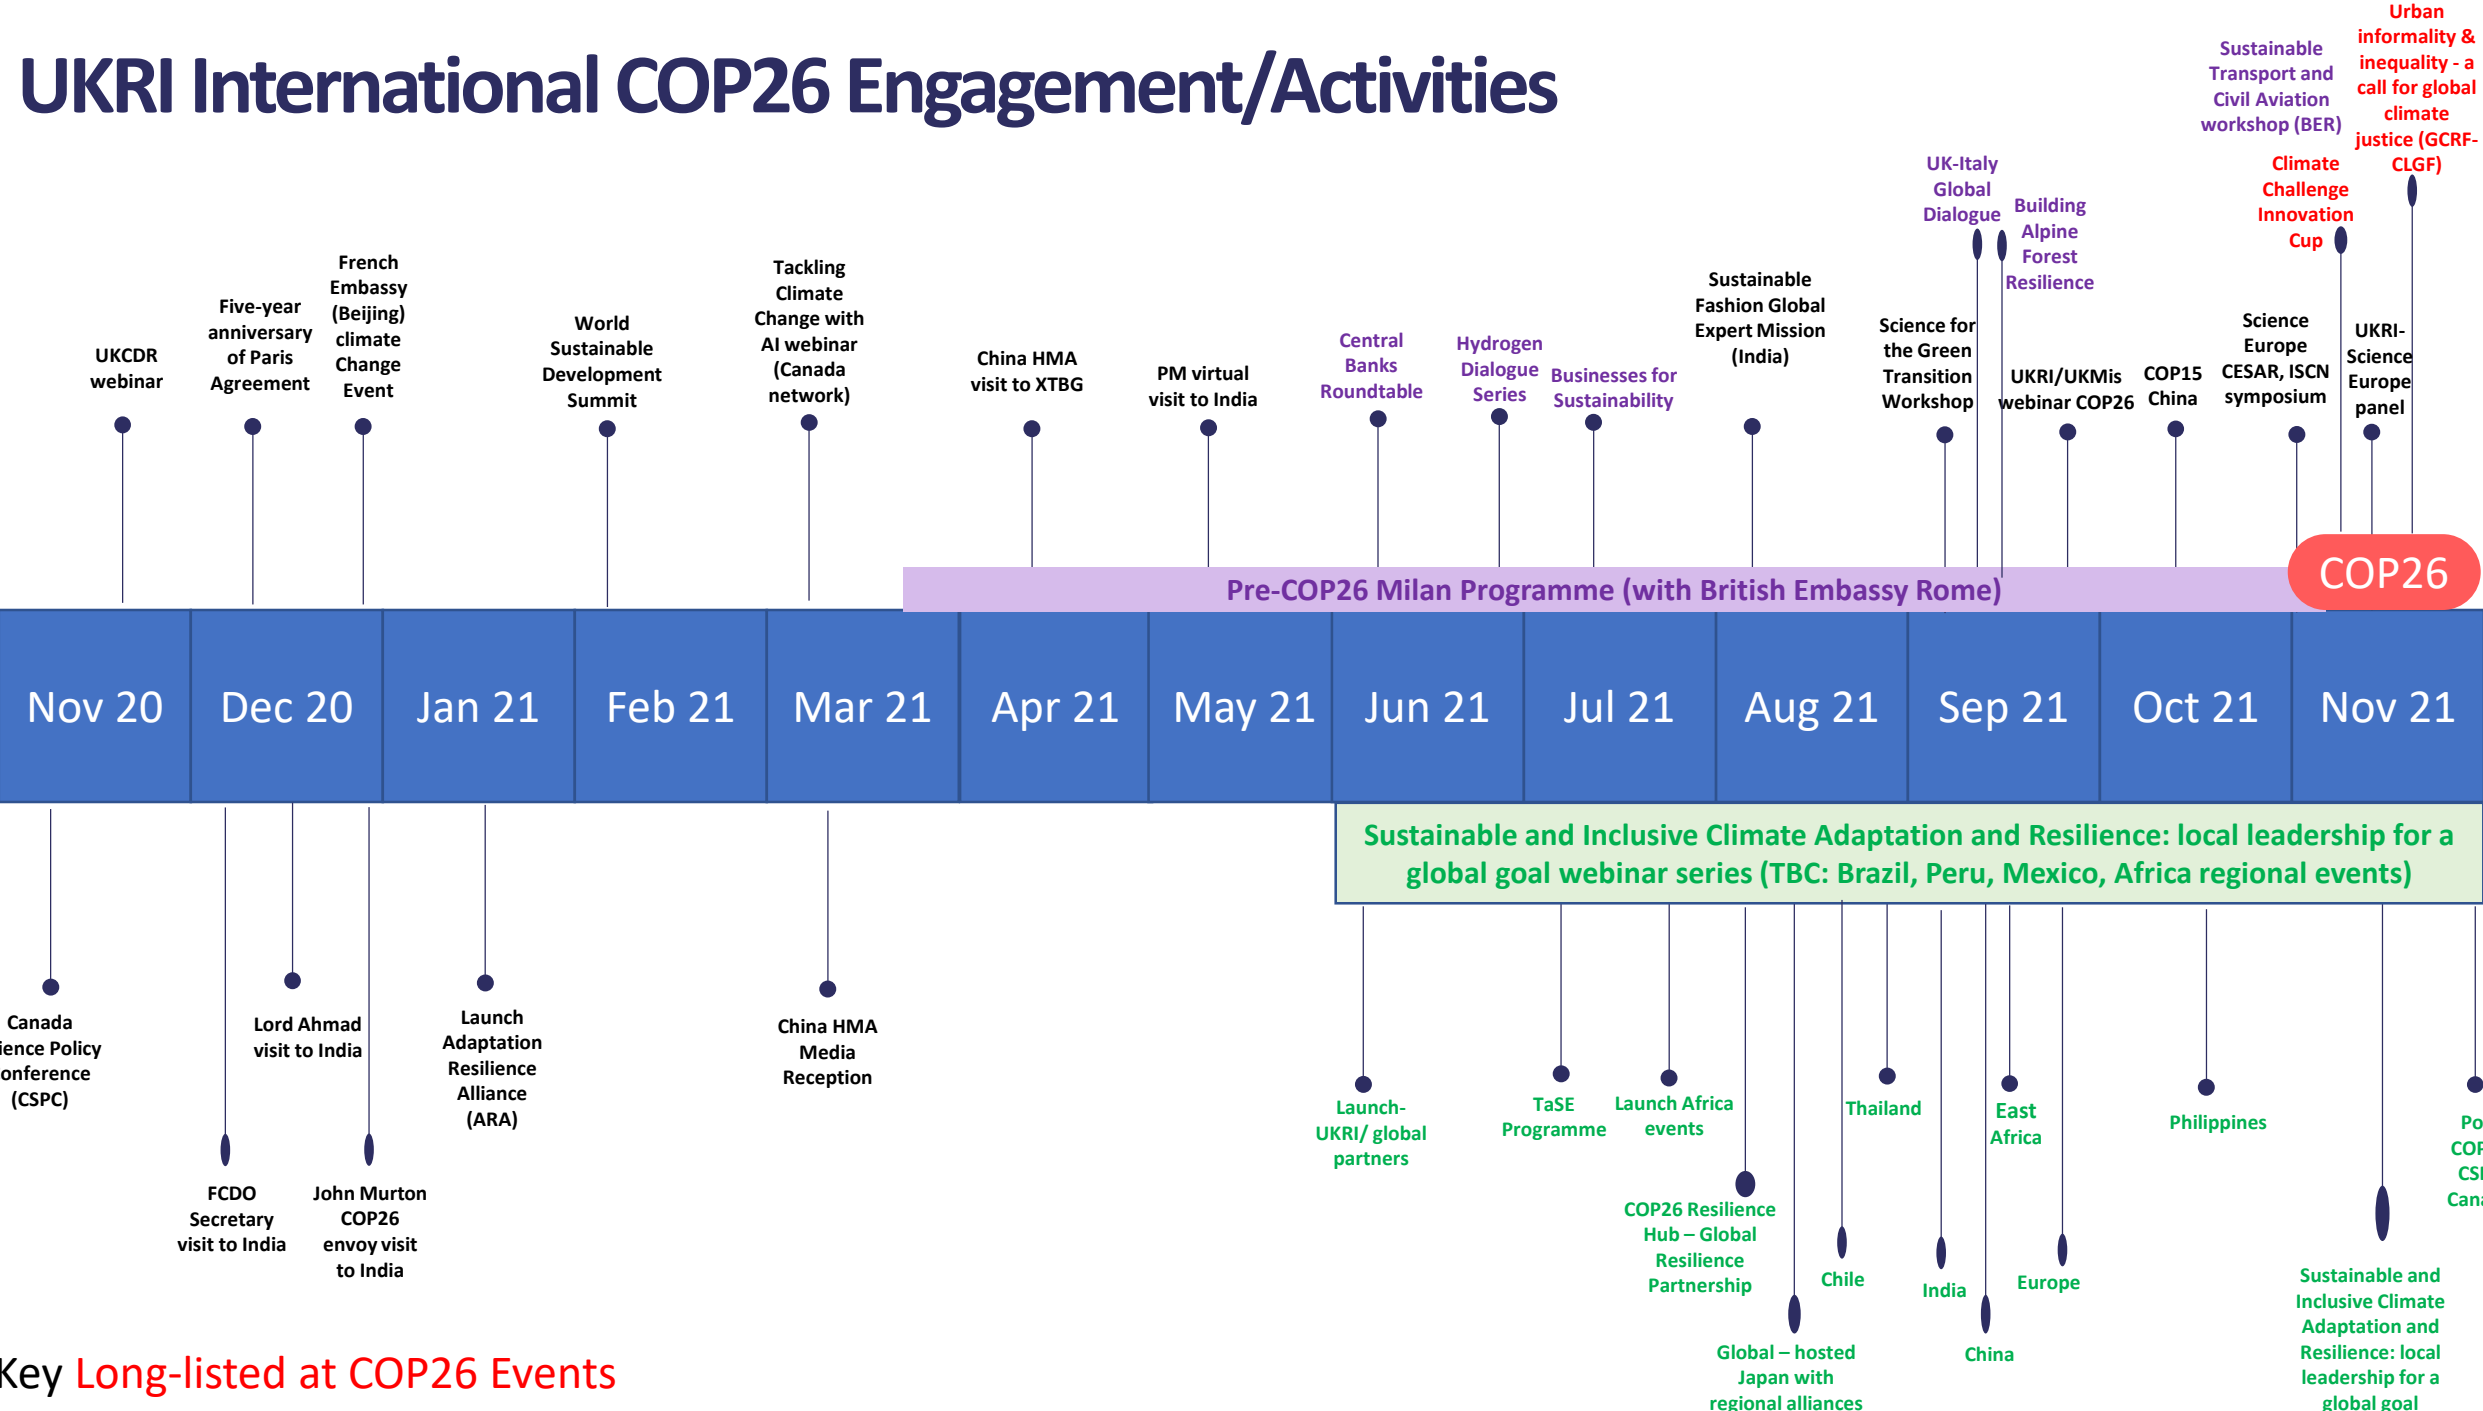 UKRI International COP26 Engagement/Activities
UKCDR
webinar
Five-year
anniversary
of Paris
Agreement
French
Embassy
(Beijing)
climate
Change
Event
World
Sustainable
Development
Summit
Tackling
Climate
Change with
AI webinar
(Canada
network)
China HMA
visit to XTBG
PM virtual
visit to India
Central
Banks
Roundtable
Hydrogen
Dialogue
Series
Businesses for
Sustainability
Sustainable
Fashion Global
Expert Mission
(India)
Science for
the Green
Transition
Workshop
UK-Italy
Global
Dialogue
Building
Alpine
Forest
Resilience
UKRI/UKMis
webinar COP26
COP15
China
Sustainable
Transport and
Civil Aviation
workshop (BER)
Science
Europe
CESAR, ISCN
symposium
Climate
Challenge
Innovation
Cup
UKRI-
Science
Europe
panel
Urban
informality &
inequality - a
call for global
climate
justice (GCRF-
CLGF)
Pre-COP26 Milan Programme (with British Embassy Rome)
COP26
Nov 20
Dec 20
Jan 21
Feb 21
Mar 21
Apr 21
May 21
Jun 21
Jul 21
Aug 21
Sep 21
Oct 21
Nov 21
Sustainable and Inclusive Climate Adaptation and Resilience: local leadership for a
global goal webinar series (TBC: Brazil, Peru, Mexico, Africa regional events)
Canada
ience Policy
onference
(CSPC)
FCDO
Secretary
visit to India
Lord Ahmad
visit to India
John Murton
COP26
envoy visit
to India
Launch
Adaptation
Resilience
Alliance
(ARA)
China HMA
Media
Reception
Launch-
UKRI/ global
partners
TaSE
Programme
Launch Africa
events
COP26 Resilience
Hub – Global
Resilience
Partnership
Global – hosted
Japan with
regional alliances
Chile
Thailand
India
China
East
Africa
Europe
Philippines
Sustainable and
Inclusive Climate
Adaptation and
Resilience: local
leadership for a
global goal
Po
COP
CS
Cana
Key Long-listed at COP26 Events